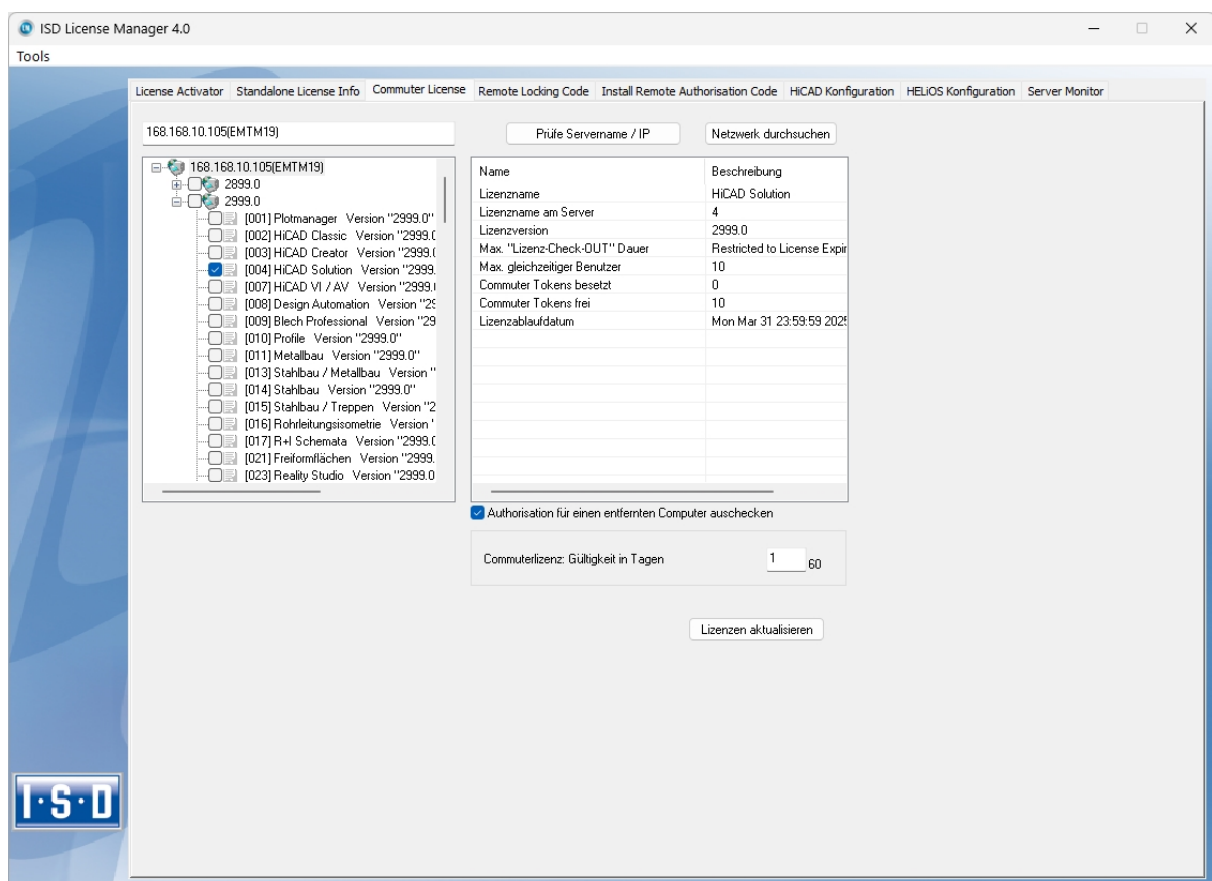 ISD License Manager 4.0
Tools
License Activator Standalone License Info Commuter License Remote Locking Code Install Remote Authorisation Code HiCAD Konfiguration HELiOS Konfiguration Server Monitor
168.168.10.105(EMTM19)
Prüfe Servername / IP
Netzwerk durchsuchen
168.168.10.105(EMTM19)
2899.0
2999.0
[001] Plotmanager Version "2999.0"
[002] HiCAD Classic Version "2999.0
[003] HiCAD Creator Version "2999.0
[004] HiCAD Solution Version "2999.
[007] HiCAD VI / AV Version "2999.0
[008] Design Automation Version "29
[009] Blech Professional Version "29
[010] Profile Version "2999.0"
[011] Metallbau Version "2999.0"
[013] Stahlbau / Metallbau Version "
[014] Stahlbau Version "2999.0"
[015] Stahlbau / Treppen Version "2
[016] Rohrleitungsisometrie Version "
[017] R+I Schemata Version "2999.0
[021] Freiformflächen Version "2999.
[023] Reality Studio Version "2999.0
Name Beschreibung
Lizenzname HiCAD Solution
Lizenzname am Server 4
Lizenzversion 2999.0
Max. "Lizenz-Check-OUT" Dauer Restricted to License Expir
Max. gleichzeitiger Benutzer 10
Commuter Tokens besetzt 0
Commuter Tokens frei 10
Lizenzablaufdatum Mon Mar 31 23:59:59 2025
Authorisation für einen entfernten Computer auschecken
Commuterlizenz: Gültigkeit in Tagen 1 60
Lizenzen aktualisieren
I·S·D